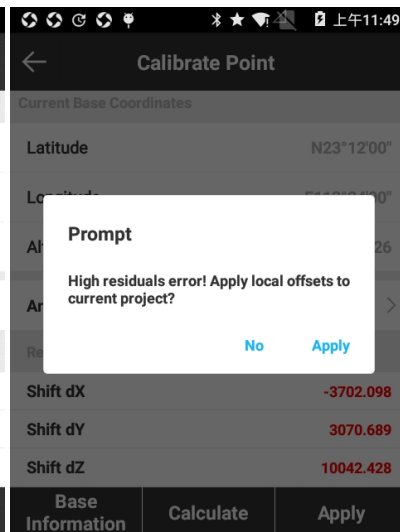 上午11:49
Calibrate Point
Current Base Coordinates
Latitude N23°12'00"
Prompt
High residuals error! Apply local offsets to
current project?
No Apply
Shift dX -3702.098
Shift dY 3070.689
Shift dZ 10042.428
Base
Information Calculate Apply